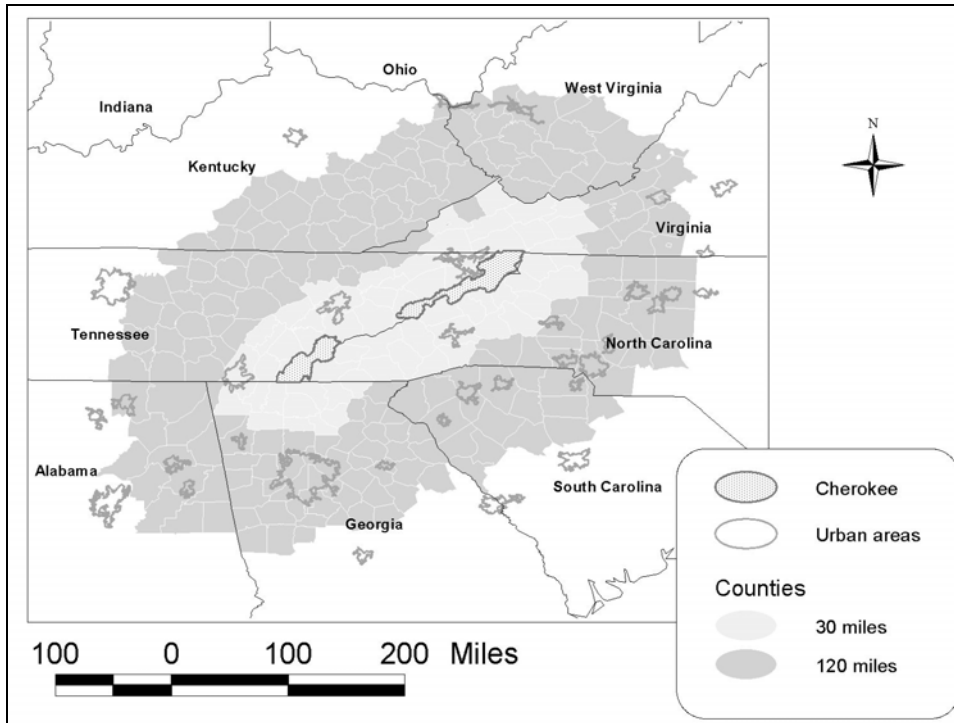 Ohio
West Virginia
Indiana
N
Kentucky
Virginia
Tennessee
North Carolina
Alabama
South Carolina
Georgia
Cherokee
Urban areas
Counties
30 miles
120 miles
100 0 100 200 Miles